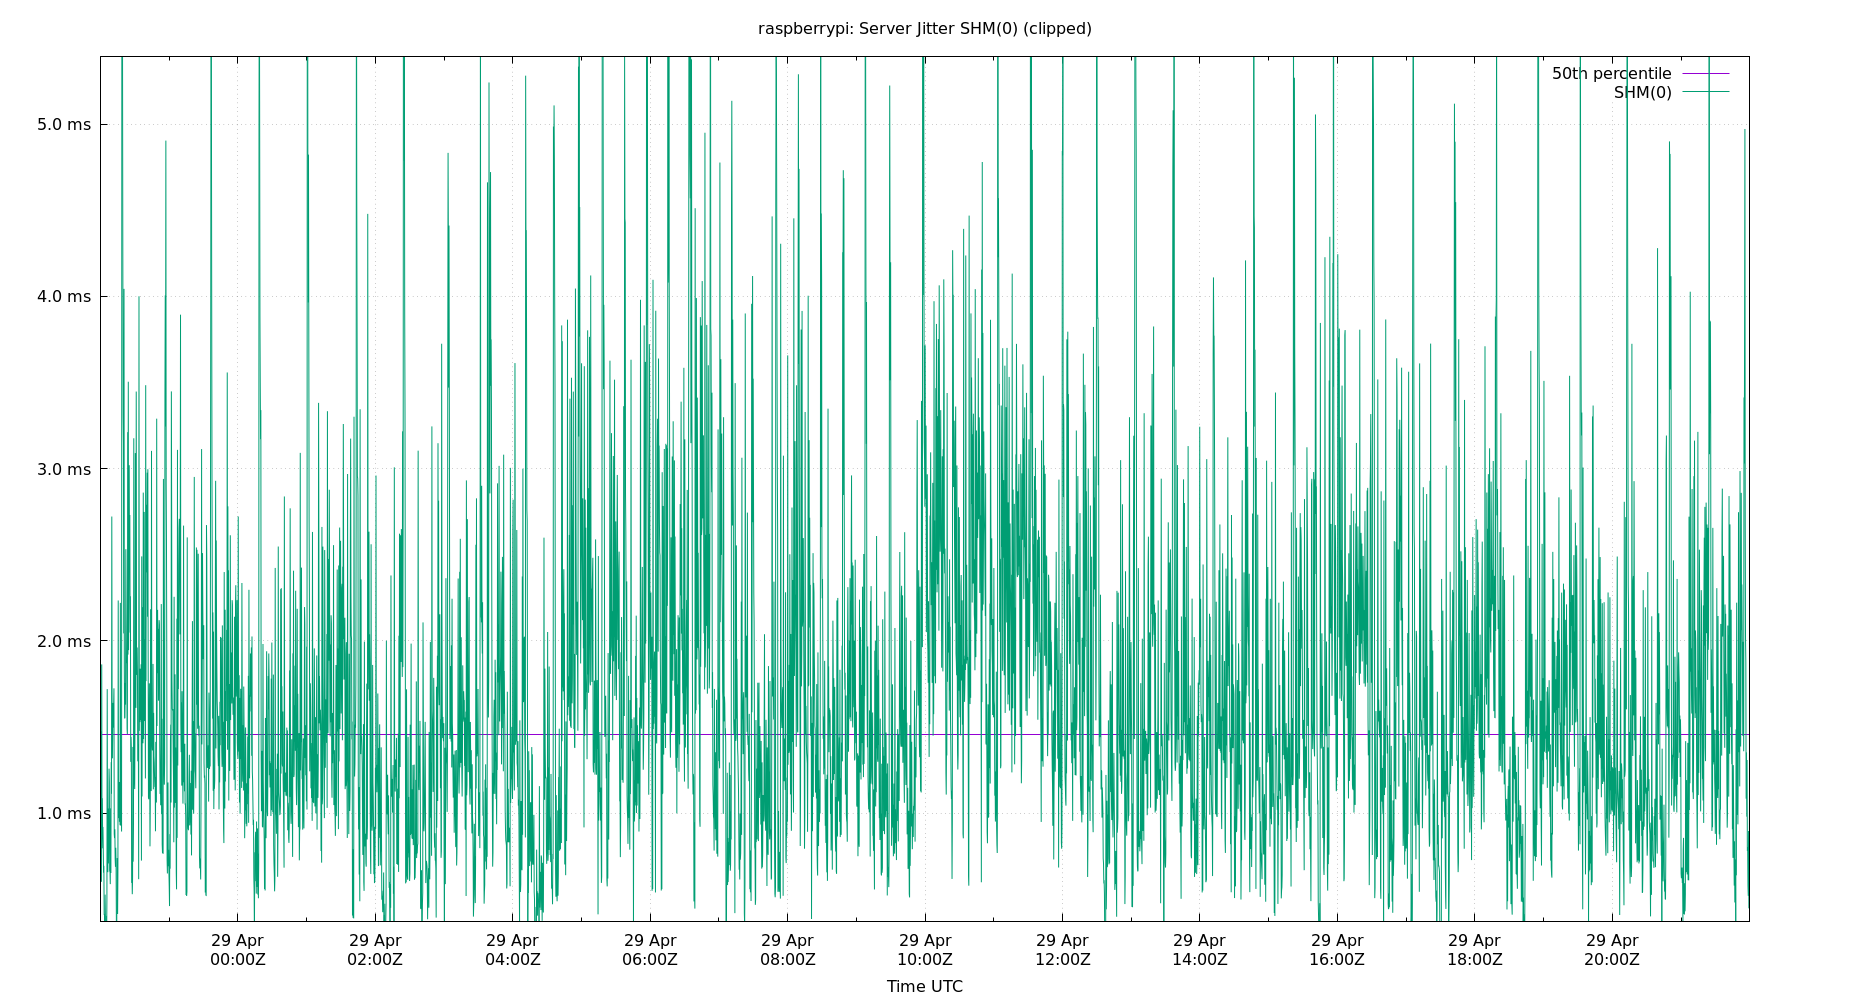 raspberrypi: Server Jitter SHM(0) (clipped)
50th percentile
SHM(0)
5.0 ms
4.0 ms
3.0 ms
2.0 ms
1.0 ms
29 Apr 29 Apr 29 Apr 29 Apr 29 Apr 29 Apr 29 Apr 29 Apr 29 Apr 29 Apr 29 Apr
00:00Z 02:00Z 04:00Z 06:00Z 08:00Z 10:00Z 12:00Z 14:00Z 16:00Z 18:00Z 20:00Z
Time UTC